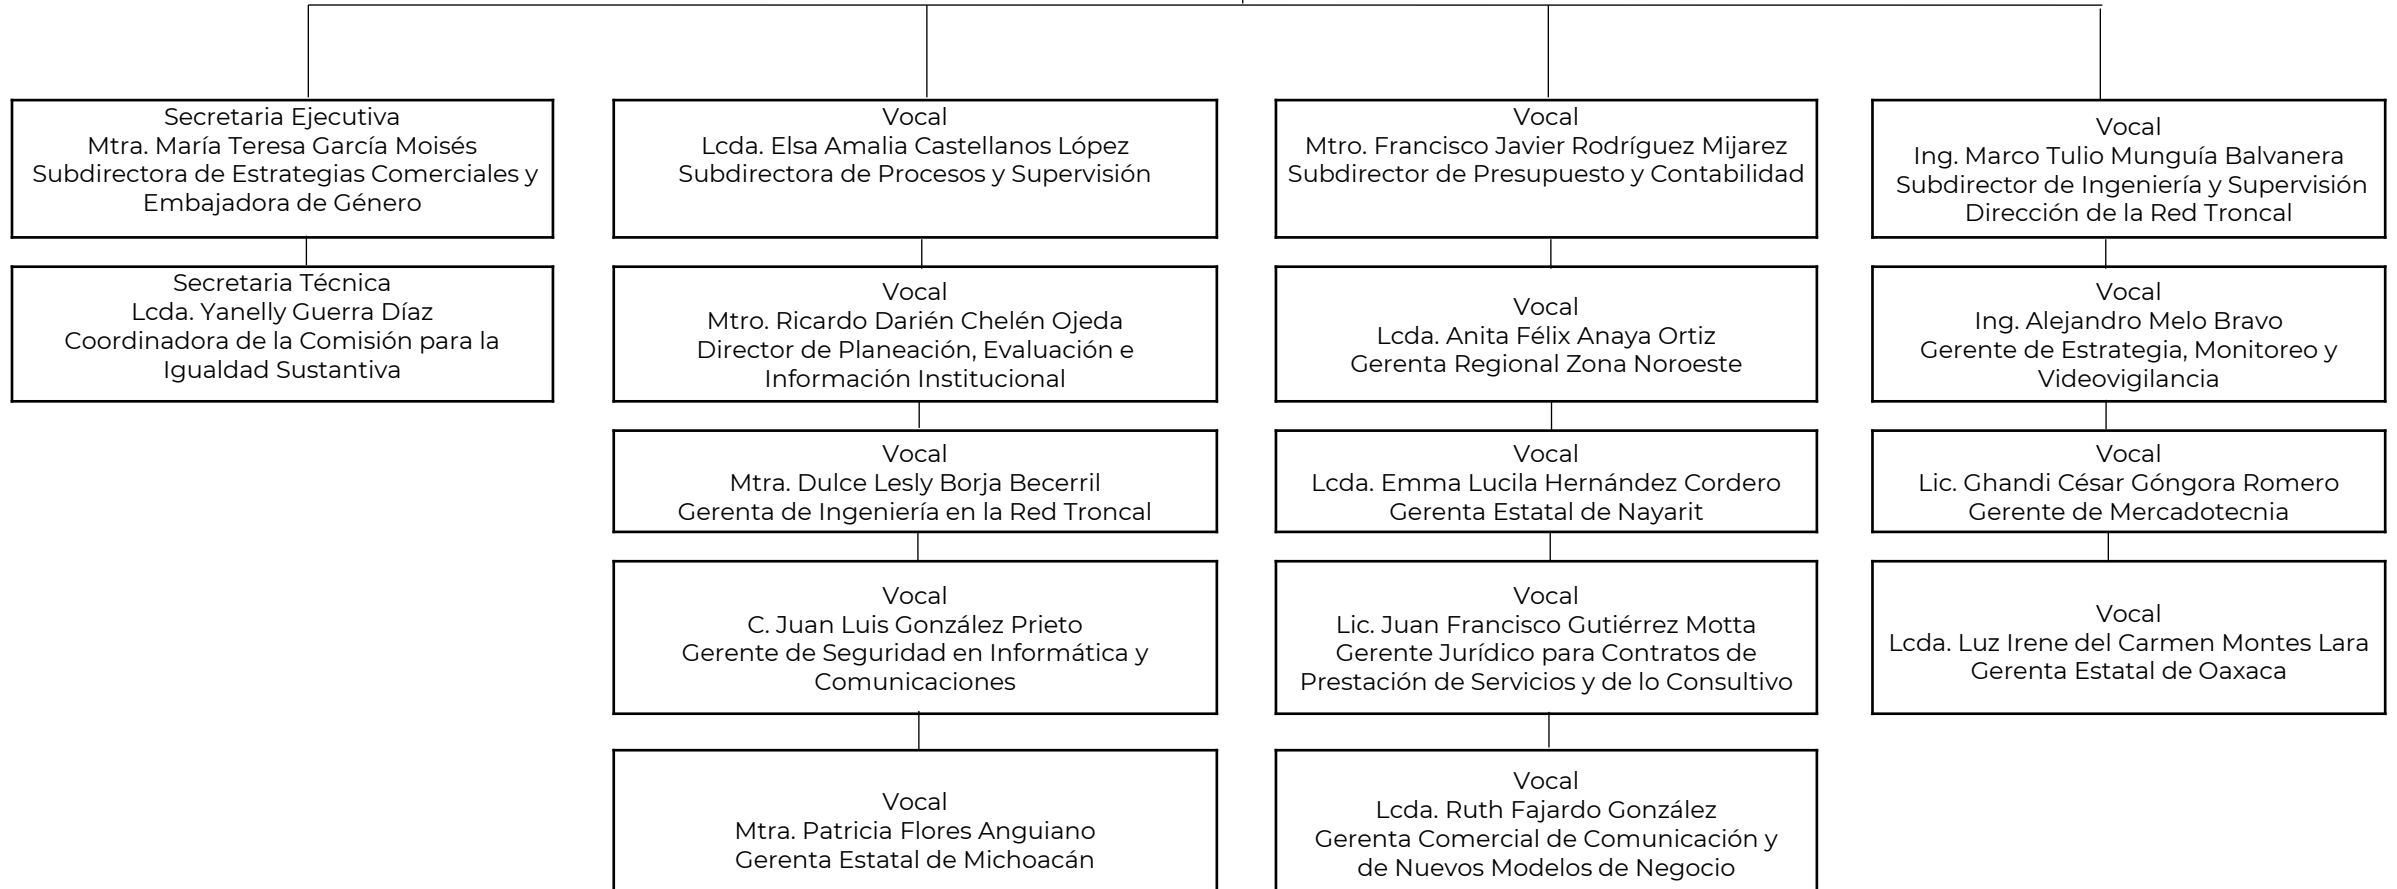 Secretaria Ejecutiva
Mtra. María Teresa García Moisés
Subdirectora de Estrategias Comerciales y
Embajadora de Género
Secretaria Técnica
Lcda. Yanelly Guerra Díaz
Coordinadora de la Comisión para la
Igualdad Sustantiva
Vocal
Lcda. Elsa Amalia Castellanos López
Subdirectora de Procesos y Supervisión
Vocal
Mtro. Ricardo Darién Chelén Ojeda
Director de Planeación, Evaluación e
Información Institucional
Vocal
Mtra. Dulce Lesly Borja Becerril
Gerenta de Ingeniería en la Red Troncal
Vocal
C. Juan Luis González Prieto
Gerente de Seguridad en Informática y
Comunicaciones
Vocal
Mtra. Patricia Flores Anguiano
Gerenta Estatal de Michoacán
Vocal
Mtro. Francisco Javier Rodríguez Mijarez
Subdirector de Presupuesto y Contabilidad
Vocal
Lcda. Anita Félix Anaya Ortiz
Gerenta Regional Zona Noroeste
Vocal
Lcda. Emma Lucila Hernández Cordero
Gerenta Estatal de Nayarit
Vocal
Lic. Juan Francisco Gutiérrez Motta
Gerente Jurídico para Contratos de
Prestación de Servicios y de lo Consultivo
Vocal
Lcda. Ruth Fajardo González
Gerenta Comercial de Comunicación y
de Nuevos Modelos de Negocio
Vocal
Ing. Marco Tulio Munguía Balvanera
Subdirector de Ingeniería y Supervisión
Dirección de la Red Troncal
Vocal
Ing. Alejandro Melo Bravo
Gerente de Estrategia, Monitoreo y
Videovigilancia
Vocal
Lic. Ghandi César Góngora Romero
Gerente de Mercadotecnia
Vocal
Lcda. Luz Irene del Carmen Montes Lara
Gerenta Estatal de Oaxaca